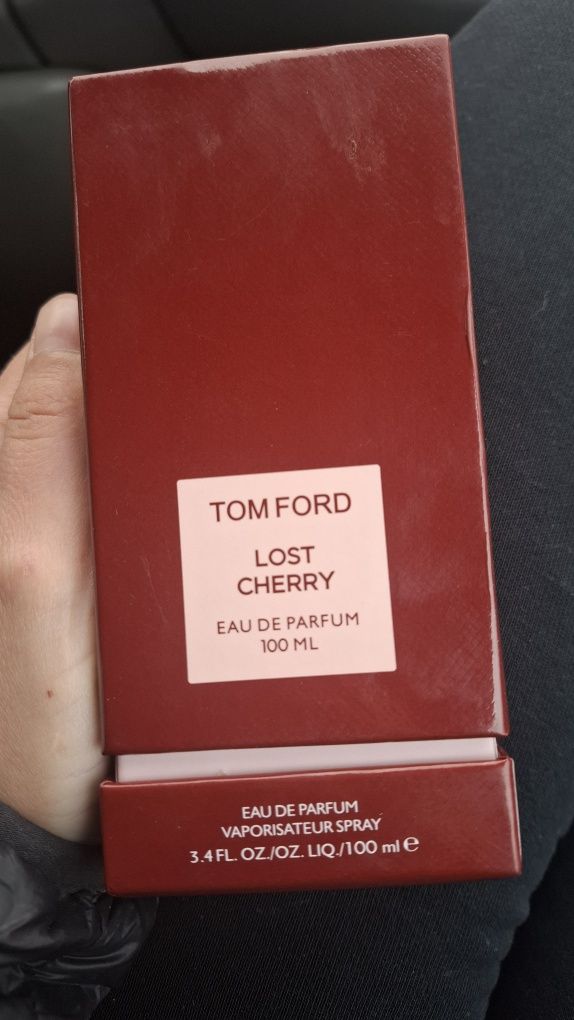 TOM FORD
LOST
CHERRY
EAU DE PARFUM
100 ML
EAU DE PARFUM
VAPORISATEUR SPRAY
3.4 FL. OZ./OZ. LIQ./100 ml ℮